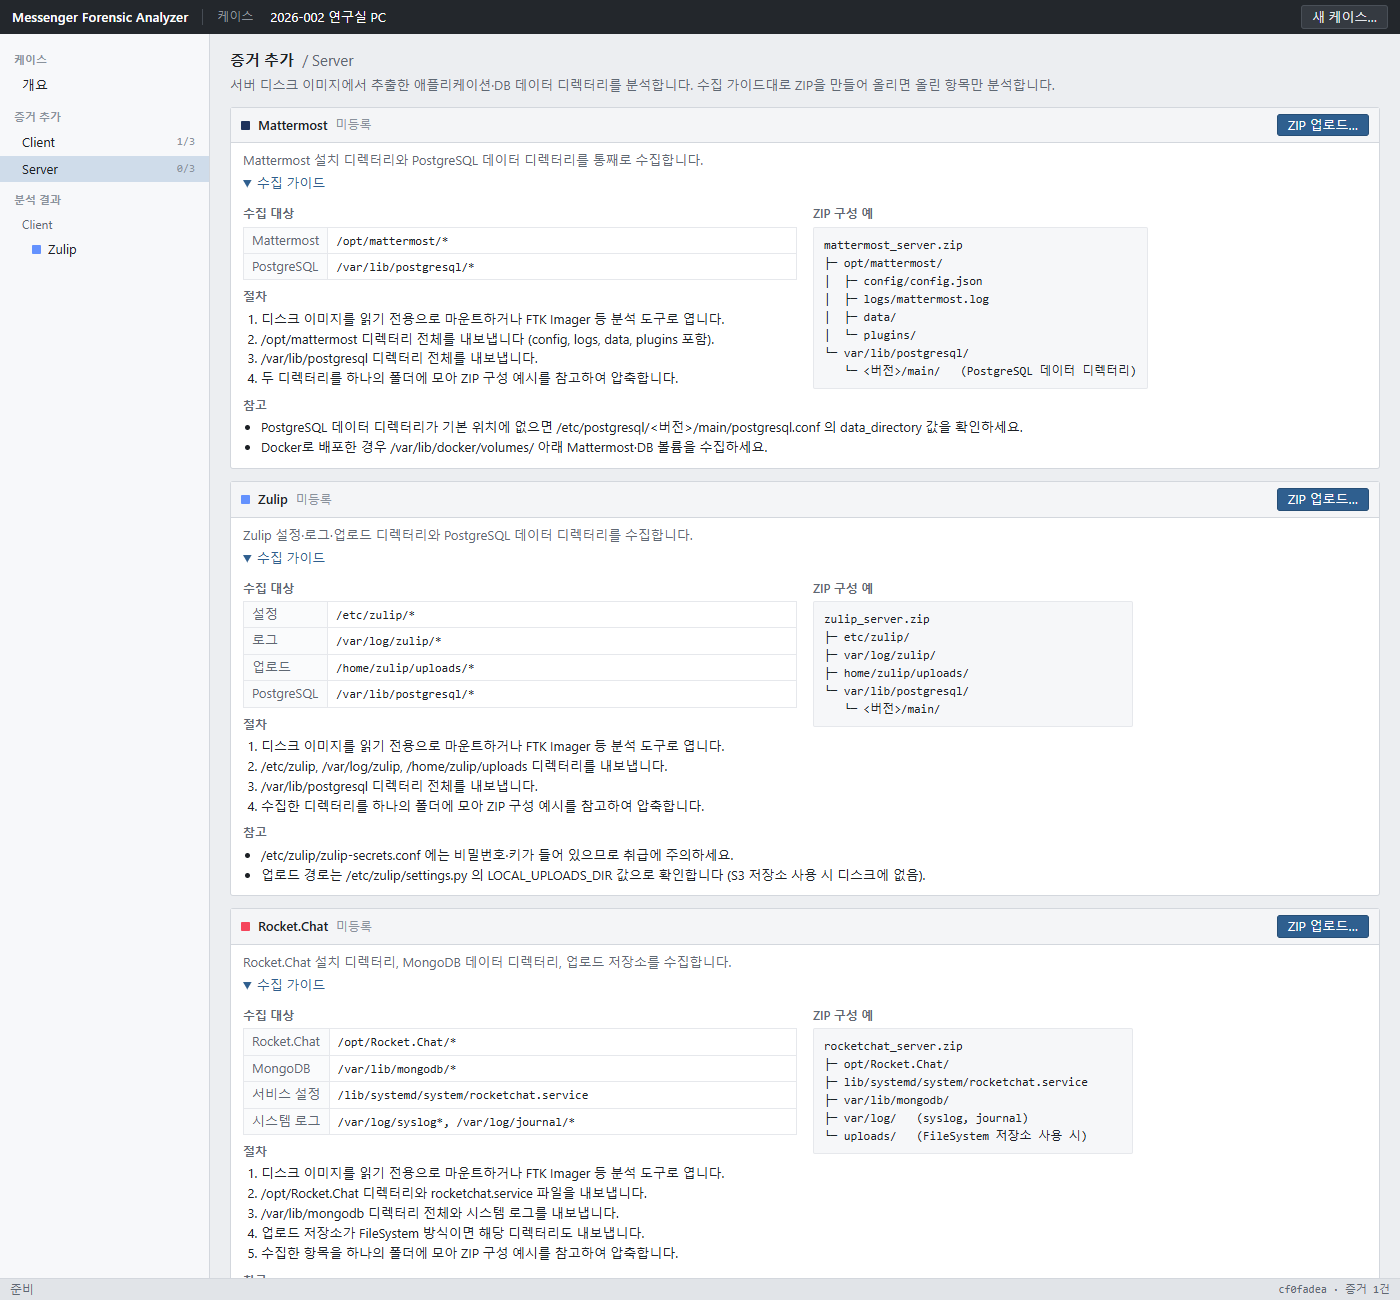 Messenger Forensic Analyzer 케이스 2026-002 연구실 PC 새 케이스...
케이스
개요
증거 추가
Client 1/3
Server 0/3
분석 결과
Client
Zulip
증거 추가 / Server
서버 디스크 이미지에서 추출한 애플리케이션·DB 데이터 디렉터리를 분석합니다. 수집 가이드대로 ZIP을 만들어 올리면 올린 항목만 분석합니다.
Mattermost 미등록 ZIP 업로드...
Mattermost 설치 디렉터리와 PostgreSQL 데이터 디렉터리를 통째로 수집합니다.
▼ 수집 가이드
수집 대상
Mattermost /opt/mattermost/*
PostgreSQL /var/lib/postgresql/*
절차
1. 디스크 이미지를 읽기 전용으로 마운트하거나 FTK Imager 등 분석 도구로 엽니다.
2. /opt/mattermost 디렉터리 전체를 내보냅니다 (config, logs, data, plugins 포함).
3. /var/lib/postgresql 디렉터리 전체를 내보냅니다.
4. 두 디렉터리를 하나의 폴더에 모아 ZIP 구성 예시를 참고하여 압축합니다.
ZIP 구성 예
mattermost_server.zip
├─ opt/mattermost/
│  ├─ config/config.json
│  ├─ logs/mattermost.log
│  ├─ data/
│  └─ plugins/
└─ var/lib/postgresql/
   └─ <버전>/main/   (PostgreSQL 데이터 디렉터리)
참고
• PostgreSQL 데이터 디렉터리가 기본 위치에 없으면 /etc/postgresql/<버전>/main/postgresql.conf 의 data_directory 값을 확인하세요.
• Docker로 배포한 경우 /var/lib/docker/volumes/ 아래 Mattermost·DB 볼륨을 수집하세요.
Zulip 미등록 ZIP 업로드...
Zulip 설정·로그·업로드 디렉터리와 PostgreSQL 데이터 디렉터리를 수집합니다.
▼ 수집 가이드
수집 대상
설정 /etc/zulip/*
로그 /var/log/zulip/*
업로드 /home/zulip/uploads/*
PostgreSQL /var/lib/postgresql/*
절차
1. 디스크 이미지를 읽기 전용으로 마운트하거나 FTK Imager 등 분석 도구로 엽니다.
2. /etc/zulip, /var/log/zulip, /home/zulip/uploads 디렉터리를 내보냅니다.
3. /var/lib/postgresql 디렉터리 전체를 내보냅니다.
4. 수집한 디렉터리를 하나의 폴더에 모아 ZIP 구성 예시를 참고하여 압축합니다.
ZIP 구성 예
zulip_server.zip
├─ etc/zulip/
├─ var/log/zulip/
├─ home/zulip/uploads/
└─ var/lib/postgresql/
   └─ <버전>/main/
참고
• /etc/zulip/zulip-secrets.conf 에는 비밀번호·키가 들어 있으므로 취급에 주의하세요.
• 업로드 경로는 /etc/zulip/settings.py 의 LOCAL_UPLOADS_DIR 값으로 확인합니다 (S3 저장소 사용 시 디스크에 없음).
Rocket.Chat 미등록 ZIP 업로드...
Rocket.Chat 설치 디렉터리, MongoDB 데이터 디렉터리, 업로드 저장소를 수집합니다.
▼ 수집 가이드
수집 대상
Rocket.Chat /opt/Rocket.Chat/*
MongoDB /var/lib/mongodb/*
서비스 설정 /lib/systemd/system/rocketchat.service
시스템 로그 /var/log/syslog*, /var/log/journal/*
절차
1. 디스크 이미지를 읽기 전용으로 마운트하거나 FTK Imager 등 분석 도구로 엽니다.
2. /opt/Rocket.Chat 디렉터리와 rocketchat.service 파일을 내보냅니다.
3. /var/lib/mongodb 디렉터리 전체와 시스템 로그를 내보냅니다.
4. 업로드 저장소가 FileSystem 방식이면 해당 디렉터리도 내보냅니다.
5. 수집한 항목을 하나의 폴더에 모아 ZIP 구성 예시를 참고하여 압축합니다.
ZIP 구성 예
rocketchat_server.zip
├─ opt/Rocket.Chat/
├─ lib/systemd/system/rocketchat.service
├─ var/lib/mongodb/
├─ var/log/   (syslog, journal)
└─ uploads/   (FileSystem 저장소 사용 시)
준비 cf0fadea · 증거 1건